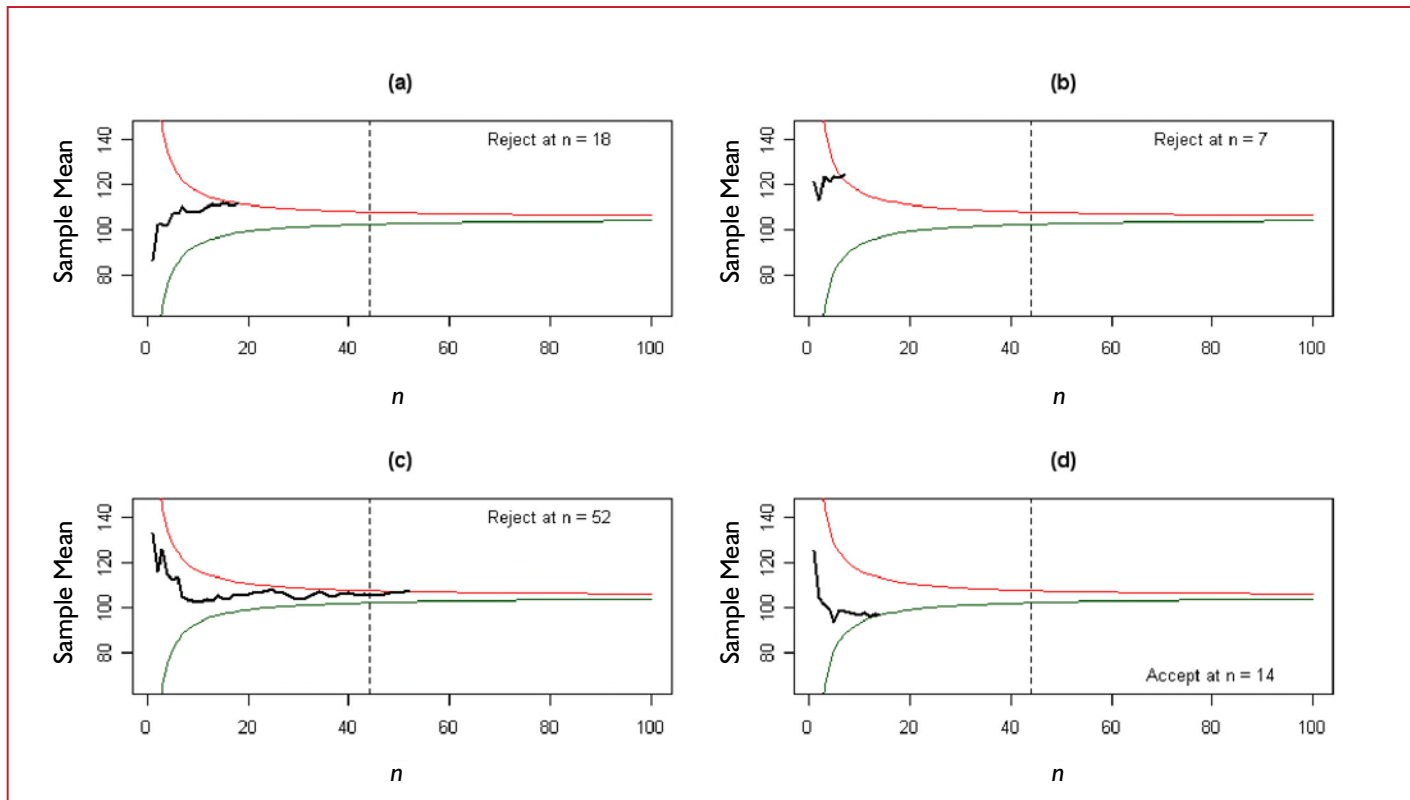 (a)
Reject at n = 18
Sample Mean
140
120
100
80
0 20 40 60 80 100
n
(b)
Reject at n = 7
Sample Mean
140
120
100
80
0 20 40 60 80 100
n
(c)
Reject at n = 52
Sample Mean
140
120
100
80
0 20 40 60 80 100
n
(d)
Accept at n = 14
Sample Mean
140
120
100
80
0 20 40 60 80 100
n